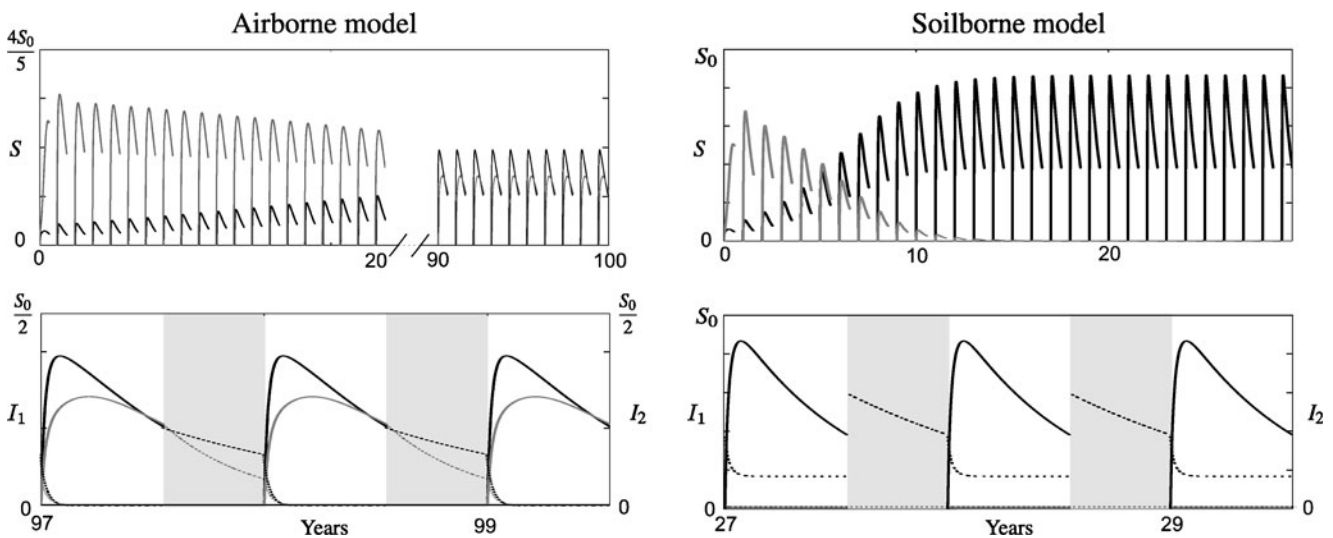 Airborne model
4S₀/5
S
0
0 20 90 100
Soilborne model
S₀
S
0
0 10 20
S₀/2 S₀/2
I₁ I₂
0 0
97 Years 99
S₀
I₁ I₂
0 0
27 Years 29